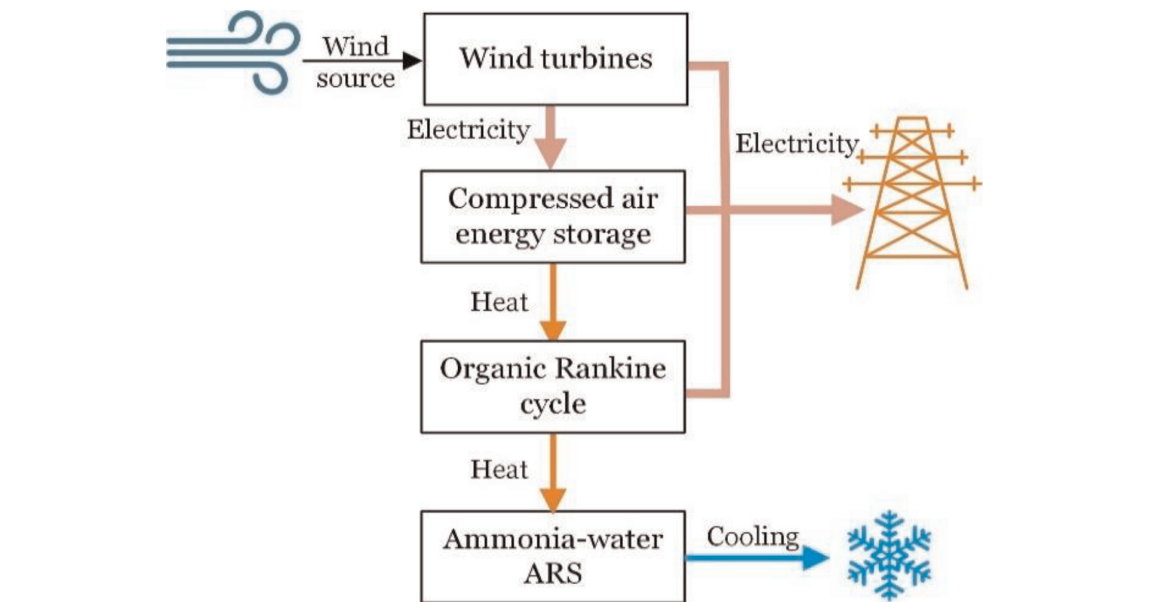 Wind
source
Wind turbines
Electricity
Electricity
Compressed air
energy storage
Heat
Organic Rankine
cycle
Heat
Ammonia-water
ARS
Cooling